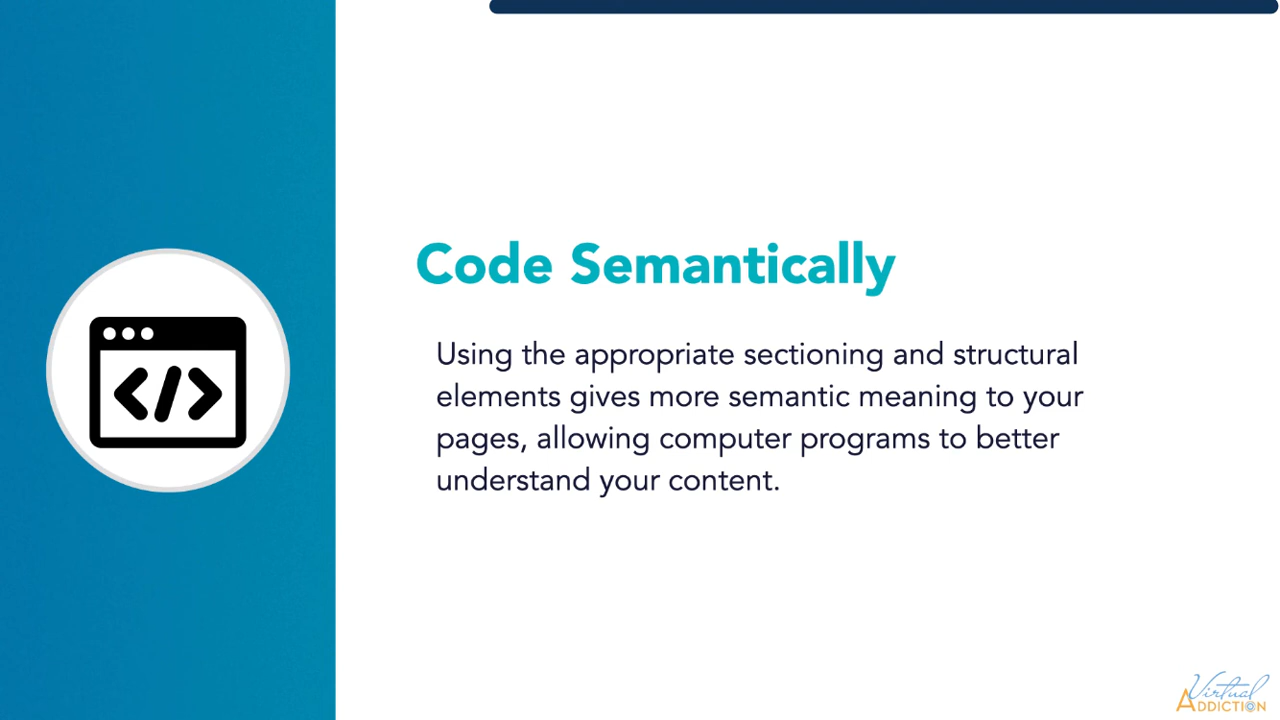 Code Semantically
Using the appropriate sectioning and structural
elements gives more semantic meaning to your
pages, allowing computer programs to better
understand your content.
Virtual
ADDICTION